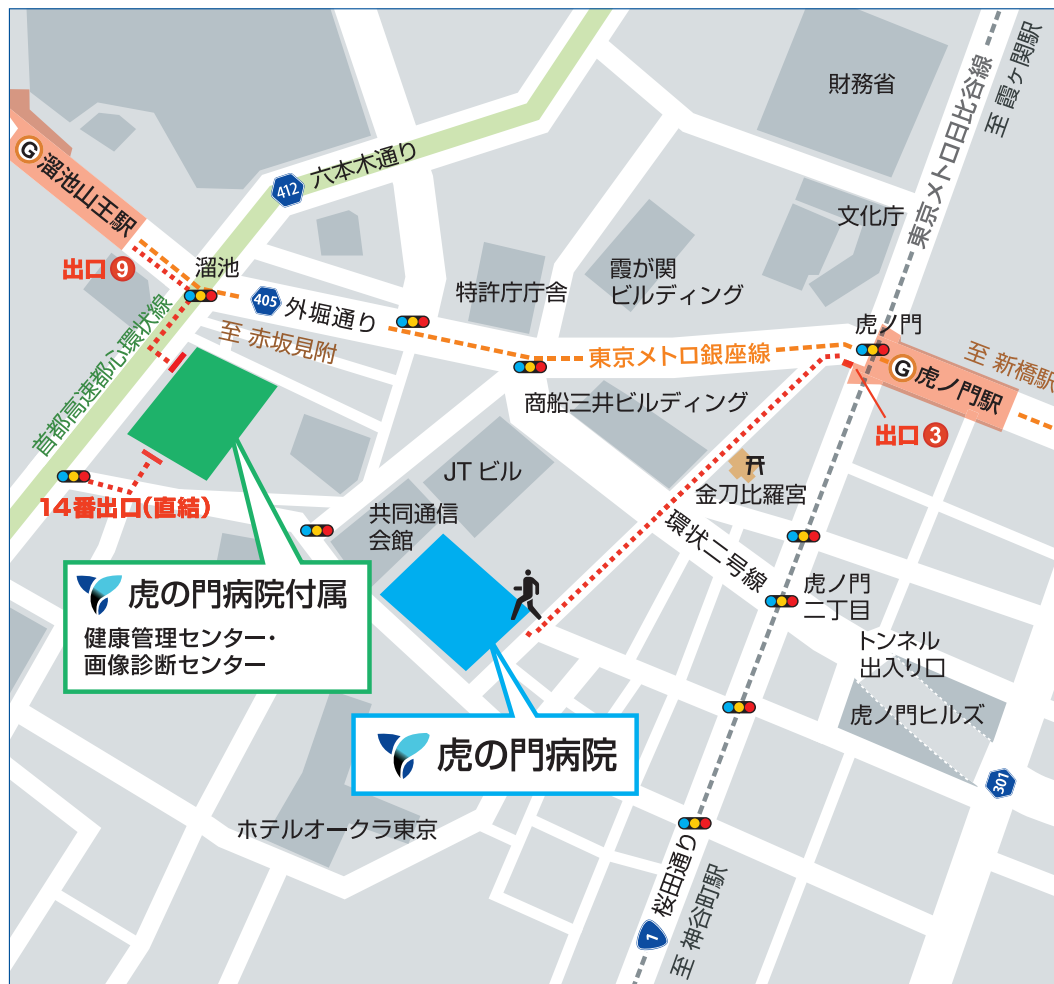 財務省
東京メトロ日比谷線
至 霞ヶ関駅
G 溜池山王駅
412 六本木通り
文化庁
出口 9
溜池
霞が関
ビルディング
特許庁庁舎
405 外堀通り
至 赤坂見附
首都高速都心環状線
虎ノ門
東京メトロ銀座線
G 虎ノ門駅
至 新橋駅
商船三井ビルディング
出口 3
JTビル
金刀比羅宮
14番出口(直結)
共同通信
会館
環状二号線
虎の門病院付属
健康管理センター・
画像診断センター
虎ノ門
二丁目
トンネル
出入り口
虎ノ門ヒルズ
虎の門病院
301
ホテルオークラ東京
1 桜田通り
至 神谷町駅